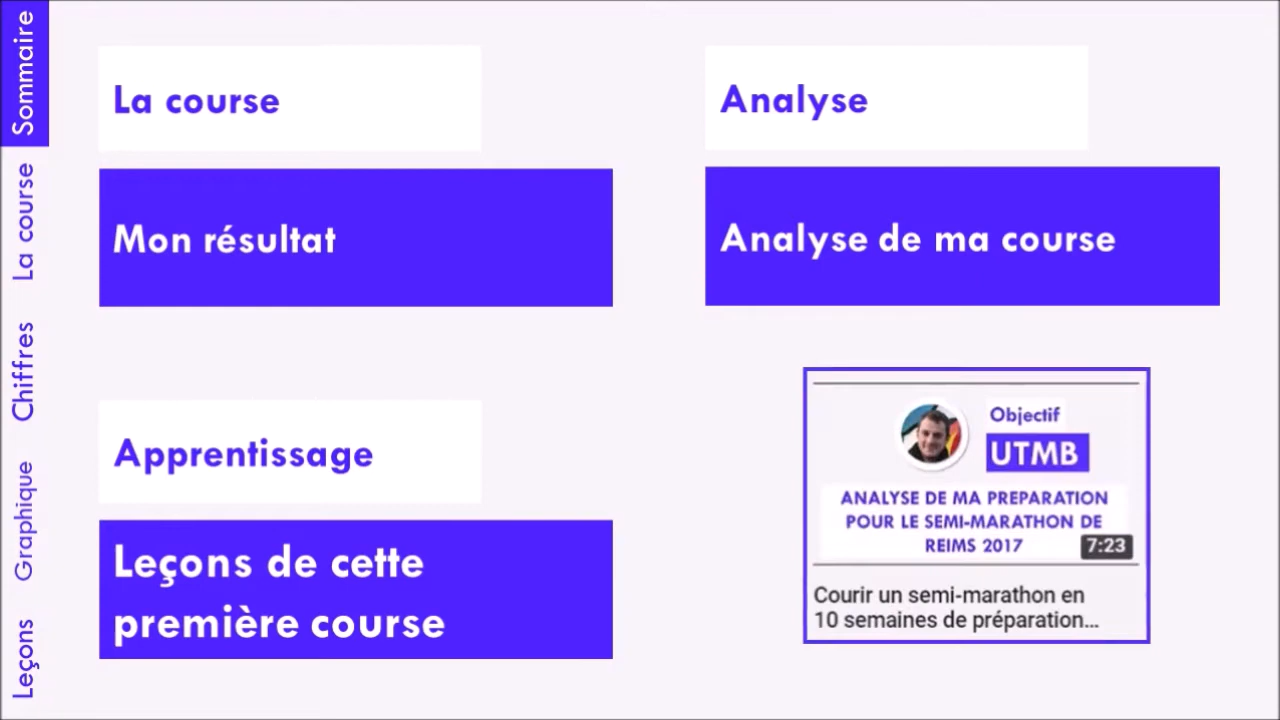 Sommaire
La course
Chiffres
Graphique
Leçons
La course
Mon résultat
Analyse
Analyse de ma course
Apprentissage
Leçons de cette
première course
Objectif
UTMB
ANALYSE DE MA PREPARATION
POUR LE SEMI-MARATHON DE
REIMS 2017
7:23
Courir un semi-marathon en
10 semaines de préparation...